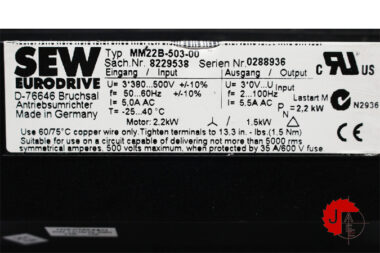 SEW
EURODRIVE
D-76646 Bruchsal
Antriebsumrichter
Made in Germany
Typ MM22B-503-00
Sach.Nr. 8229538 Serien Nr. 0288936
Eingang / Input Ausgang / Output
U= 3*380...500V +/-10% U= 3*0V...U Input
f= 50...60Hz +/-10% f= 2...100Hz Lastart M
I= 5,0A AC I= 5.5A AC P= 2,2 kW
T= -25...40°C
Motor: 2.2kW / 1.5kW
C US
N2936
Use 60/75°C copper wire only. Tighten terminals to 13.3 in. - lbs.(1.5 Nm)
Suitable for use on a circuit capable of delivering not more than 5000 rms
symmetrical amperes. 500 volts maximum, when protected by 35 A/600 V fuse